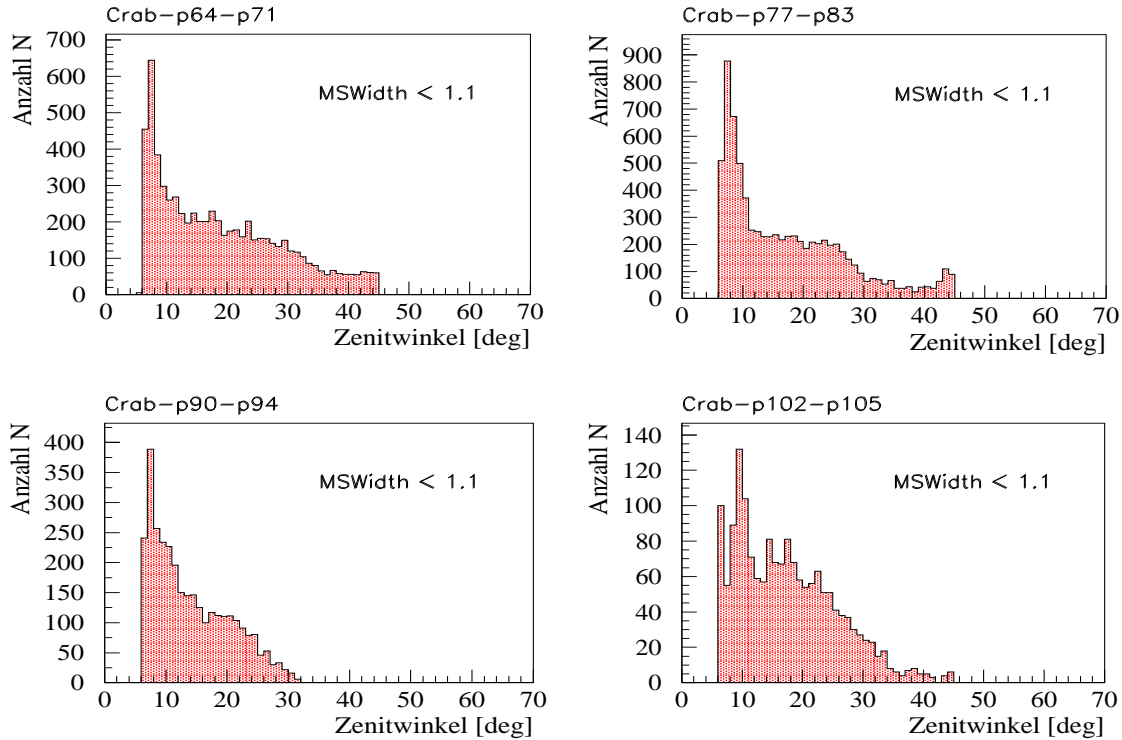 Crab-p64-p71
Anzahl N
700
600
500
400
300
200
100
0
MSWidth < 1.1
0 10 20 30 40 50 60 70
Zenitwinkel [deg]
Crab-p77-p83
Anzahl N
900
800
700
600
500
400
300
200
100
0
MSWidth < 1.1
0 10 20 30 40 50 60 70
Zenitwinkel [deg]
Crab-p90-p94
Anzahl N
400
350
300
250
200
150
100
50
0
MSWidth < 1.1
0 10 20 30 40 50 60 70
Zenitwinkel [deg]
Crab-p102-p105
Anzahl N
140
120
100
80
60
40
20
0
MSWidth < 1.1
0 10 20 30 40 50 60 70
Zenitwinkel [deg]